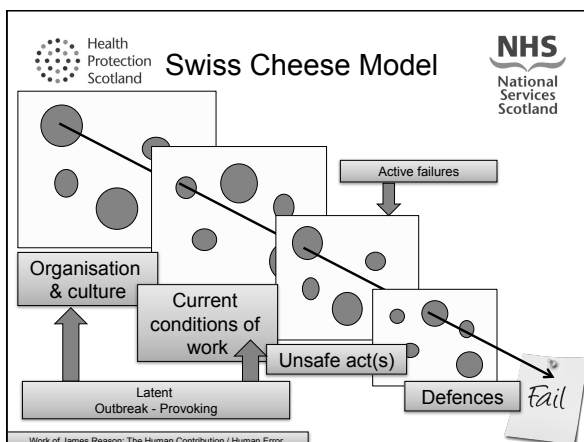 Health
Protection
Scotland
Swiss Cheese Model
NHS
National
Services
Scotland
Active failures
Organisation
& culture
Current
conditions of
work
Unsafe act(s)
Defences
Fail
Latent
Outbreak - Provoking
Work of James Reason: The Human Contribution / Human Error